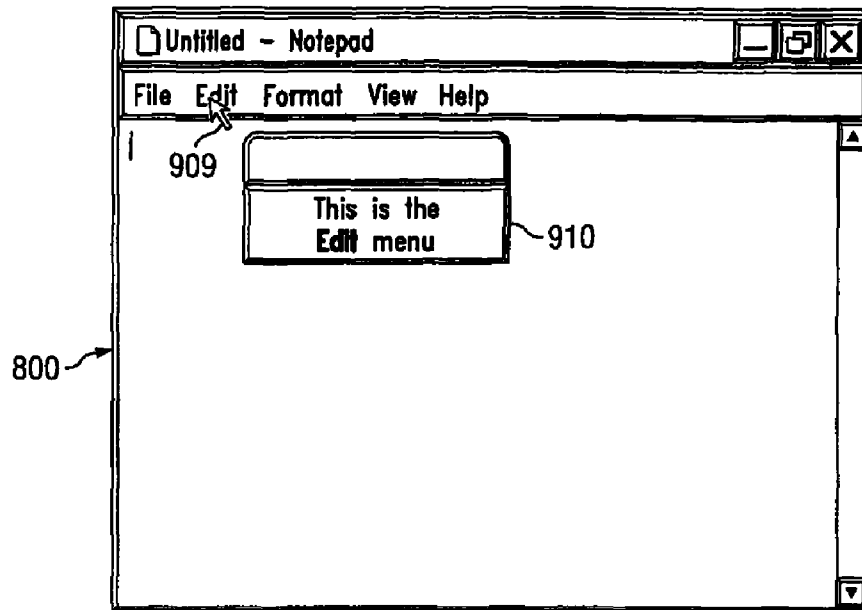 Untitled - Notepad
File Edit Format View Help
909
This is the
Edit menu
910
800